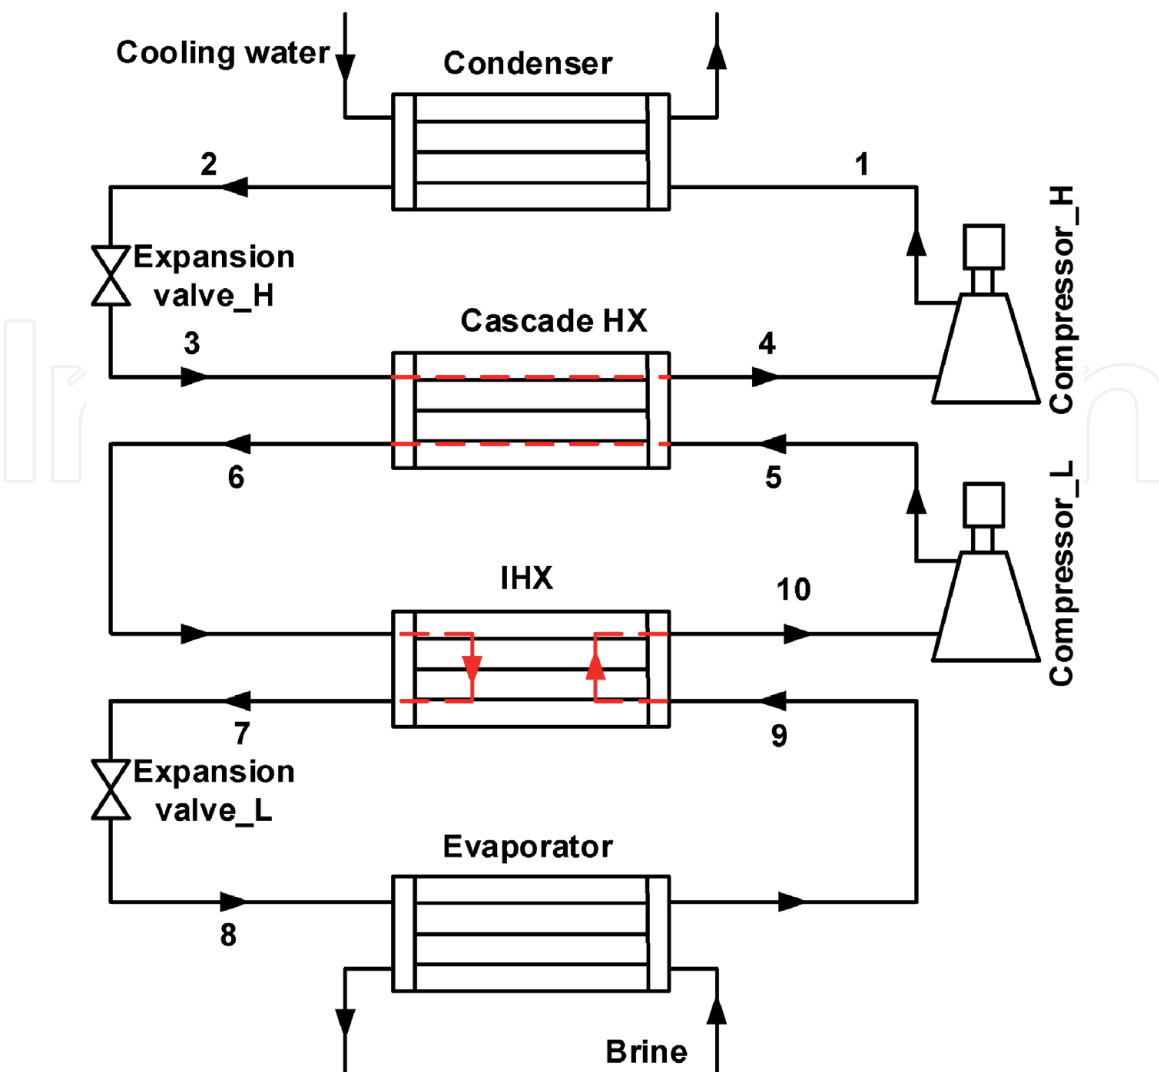 Cooling water
Condenser
2
1
Expansion
valve_H
Compressor_H
Cascade HX
3
4
6
5
Compressor_L
IHX
10
7
9
Expansion
valve_L
Evaporator
8
Brine